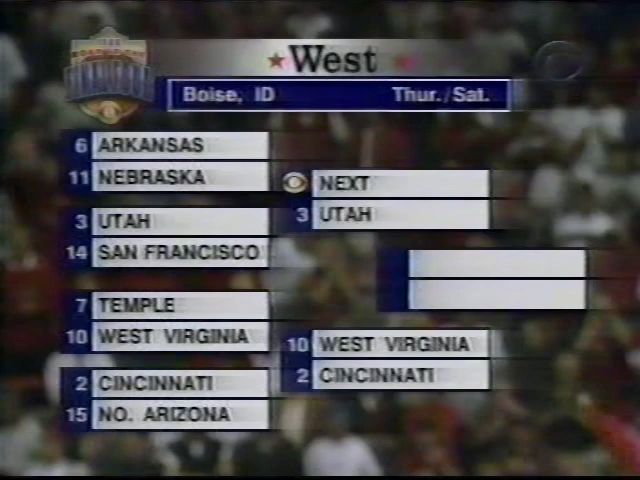 West
Boise, ID Thur./Sat.
6 ARKANSAS
11 NEBRASKA
NEXT
3 UTAH
3 UTAH
14 SAN FRANCISCO
7 TEMPLE
10 WEST VIRGINIA
10 WEST VIRGINIA
2 CINCINNATI
2 CINCINNATI
15 NO. ARIZONA